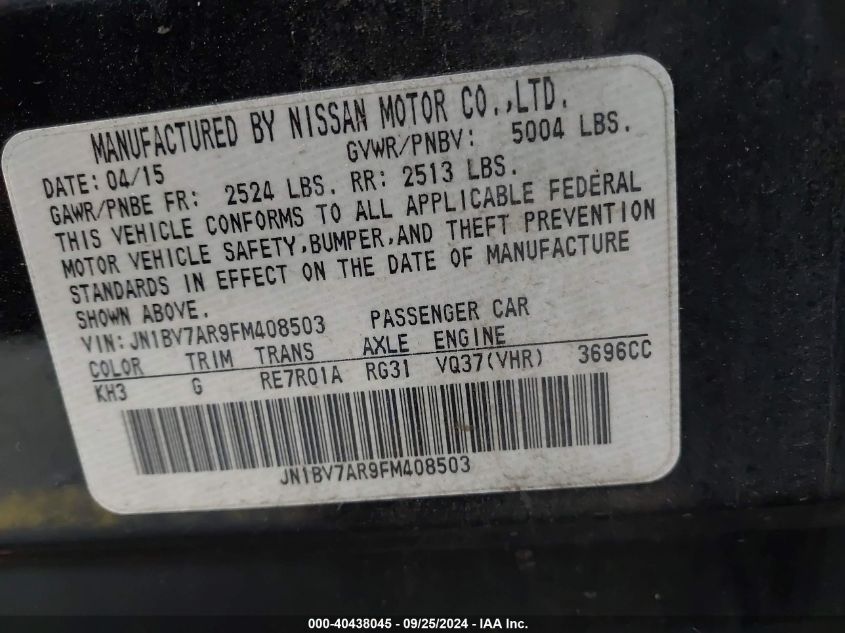 MANUFACTURED BY NISSAN MOTOR CO.,LTD.
DATE: 04/15 GVWR/PNBV: 5004 LBS.
GAWR/PNBE FR: 2524 LBS. RR: 2513 LBS.
THIS VEHICLE CONFORMS TO ALL APPLICABLE FEDERAL
MOTOR VEHICLE SAFETY,BUMPER,AND THEFT PREVENTION
STANDARDS IN EFFECT ON THE DATE OF MANUFACTURE
SHOWN ABOVE.
VIN:JN1BV7AR9FM408503 PASSENGER CAR
COLOR TRIM TRANS AXLE ENGINE
KH3 G RE7R01A RG31 VQ37(VHR) 3696CC
JN1BV7AR9FM408503
000-40438045 - 09/25/2024 - IAA Inc.